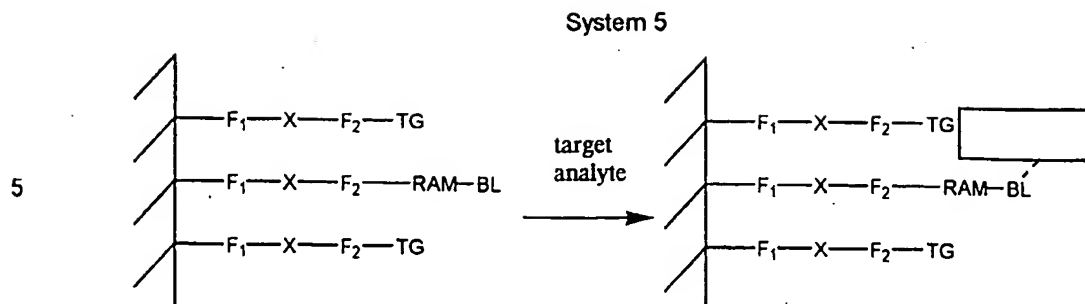 System 5
F₁—X—F₂—TG F₁—X—F₂—TG
target
analyte
5 F₁—X—F₂—RAM—BL F₁—X—F₂—RAM—BL
F₁—X—F₂—TG F₁—X—F₂—TG